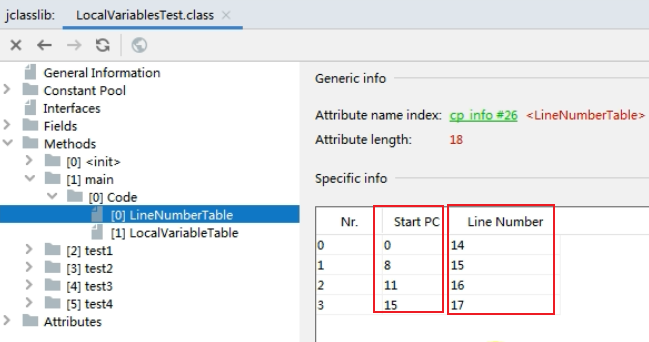 jclasslib: LocalVariablesTest.class
General Information
Constant Pool
Interfaces
Fields
Methods
[0] <init>
[1] main
[0] Code
[0] LineNumberTable
[1] LocalVariableTable
[2] test1
[3] test2
[4] test3
[5] test4
Attributes
Generic info
Attribute name index: cp info #26 <LineNumberTable>
Attribute length: 18
Specific info
Nr. Start PC Line Number
0 0 14
1 8 15
2 11 16
3 15 17